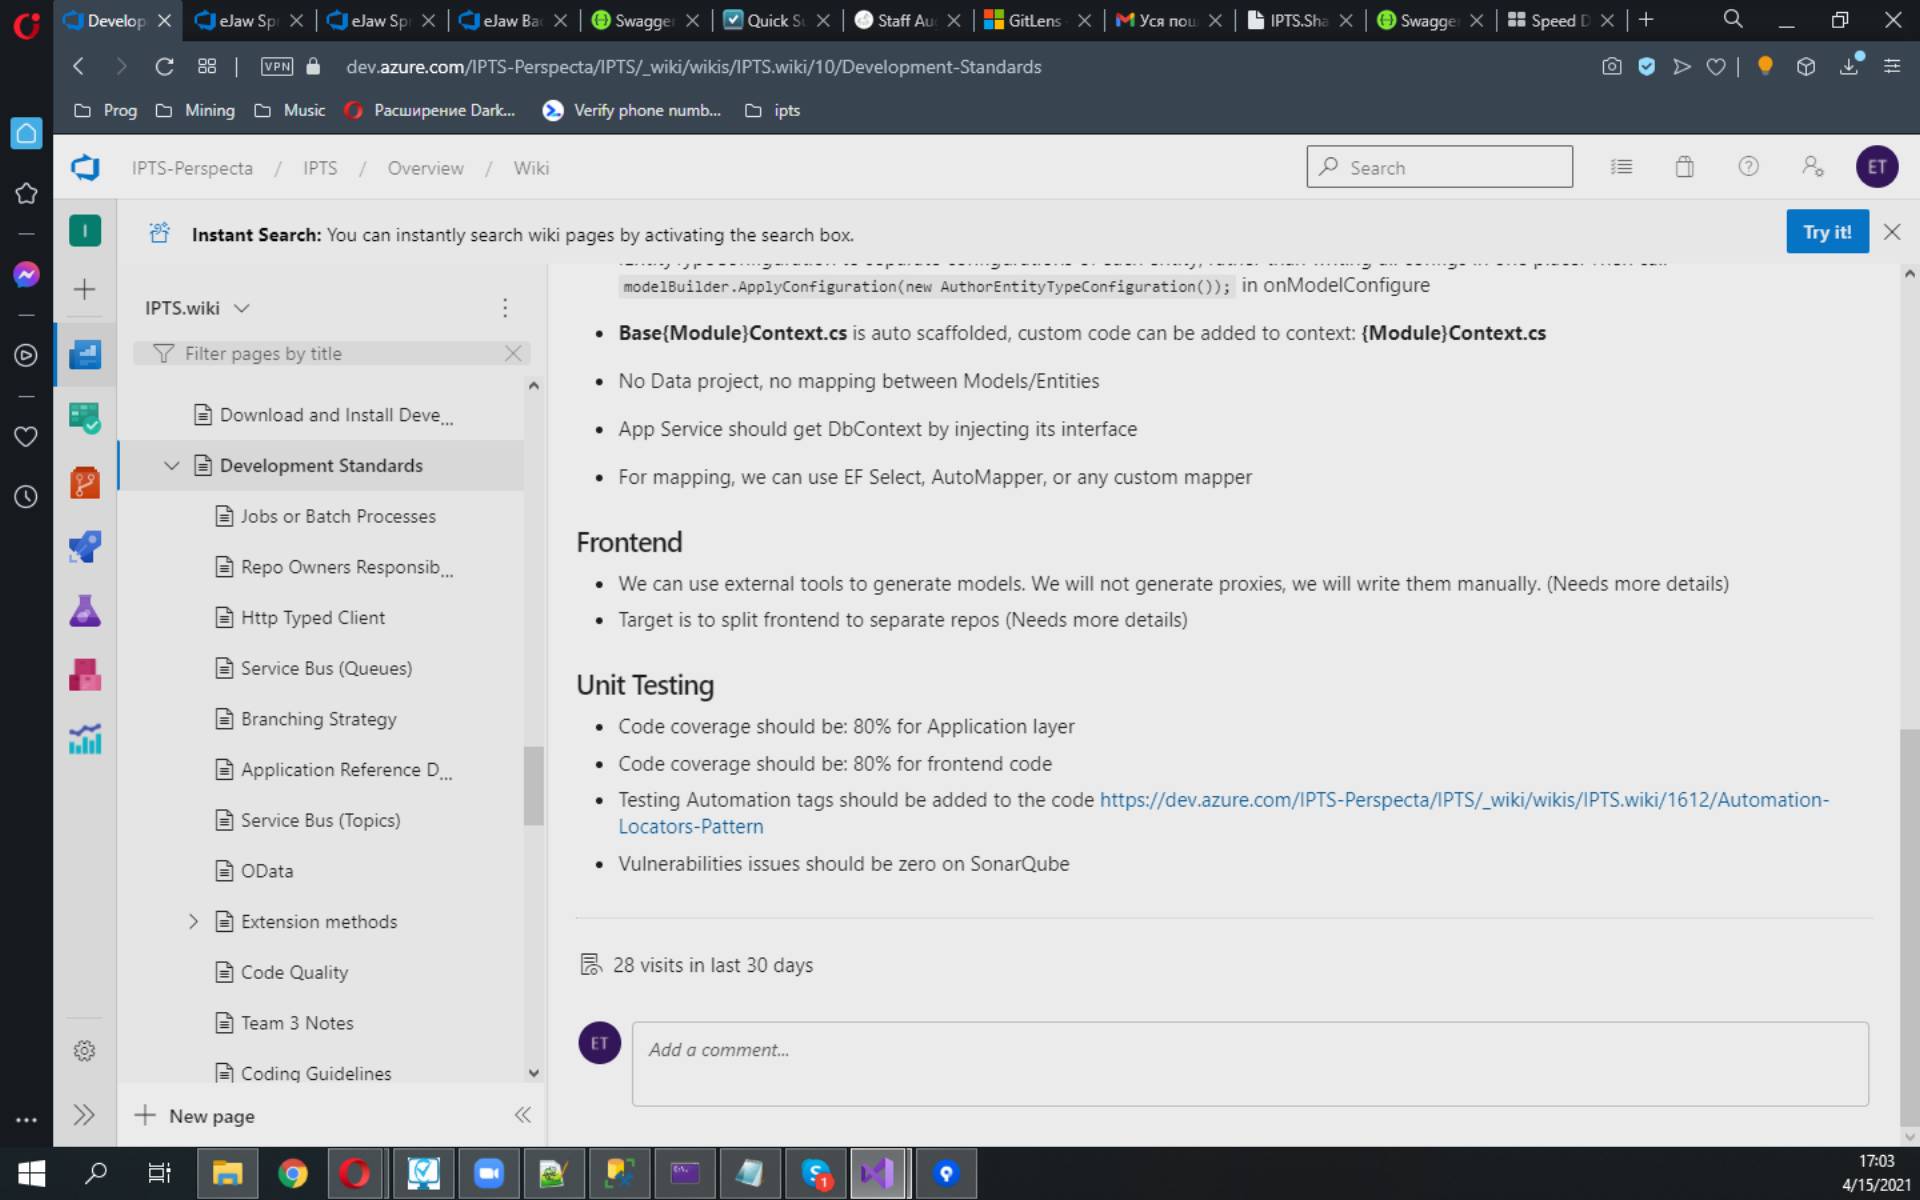 Develop
eJaw Sp
eJaw Sp
eJaw Ba
Swagge
Quick S
Staff Au
GitLens
Уся по
IPTS.Sha
Swagge
Speed D
VPN
dev.azure.com/IPTS-Perspecta/IPTS/_wiki/wikis/IPTS.wiki/10/Development-Standards
Prog
Mining
Music
Расширение Dark...
Verify phone numb...
ipts
IPTS-Perspecta / IPTS / Overview / Wiki
Search
ET
I
Instant Search: You can instantly search wiki pages by activating the search box.
Try it!
IPTS.wiki
Filter pages by title
Download and Install Deve...
Development Standards
Jobs or Batch Processes
Repo Owners Responsib...
Http Typed Client
Service Bus (Queues)
Branching Strategy
Application Reference D...
Service Bus (Topics)
OData
Extension methods
Code Quality
Team 3 Notes
Coding Guidelines
New page
modelBuilder.ApplyConfiguration(new AuthorEntityTypeConfiguration()); in onModelConfigure
• Base{Module}Context.cs is auto scaffolded, custom code can be added to context: {Module}Context.cs
• No Data project, no mapping between Models/Entities
• App Service should get DbContext by injecting its interface
• For mapping, we can use EF Select, AutoMapper, or any custom mapper
Frontend
• We can use external tools to generate models. We will not generate proxies, we will write them manually. (Needs more details)
• Target is to split frontend to separate repos (Needs more details)
Unit Testing
• Code coverage should be: 80% for Application layer
• Code coverage should be: 80% for frontend code
• Testing Automation tags should be added to the code https://dev.azure.com/IPTS-Perspecta/IPTS/_wiki/wikis/IPTS.wiki/1612/Automation-
Locators-Pattern
• Vulnerabilities issues should be zero on SonarQube
28 visits in last 30 days
ET
Add a comment...
1
17:03
4/15/2021